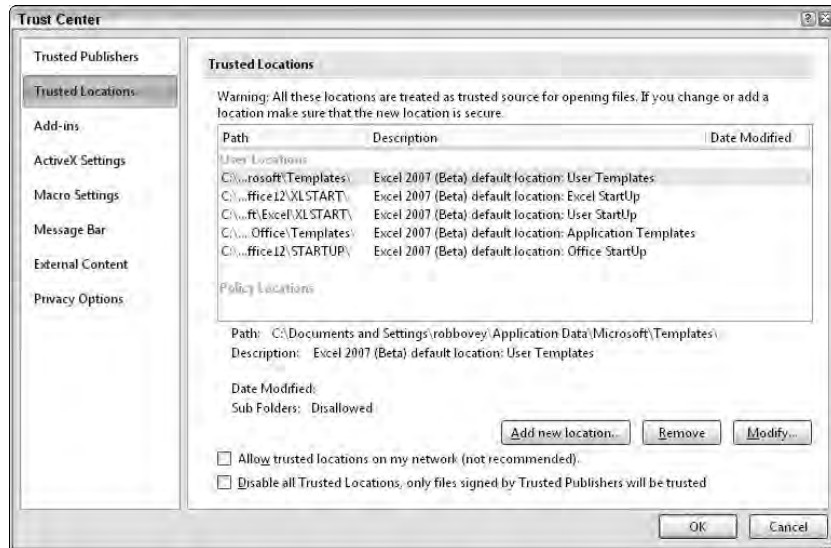 Trust Center
Trusted Publishers
Trusted Locations
Add-ins
ActiveX Settings
Macro Settings
Message Bar
External Content
Privacy Options
Trusted Locations
Warning: All these locations are treated as trusted source for opening files. If you change or add a
location make sure that the new location is secure.
Path Description Date Modified
User Locations
C:\...rosoft\Templates\ Excel 2007 (Beta) default location: User Templates
C:\...ffice12\XLSTART\ Excel 2007 (Beta) default location: Excel StartUp
C:\...ft\Excel\XLSTART\ Excel 2007 (Beta) default location: User StartUp
C:\... Office\Templates\ Excel 2007 (Beta) default location: Application Templates
C:\...ffice12\STARTUP\ Excel 2007 (Beta) default location: Office StartUp
Policy Locations
Path: C:\Documents and Settings\robbovey\Application Data\Microsoft\Templates\
Description: Excel 2007 (Beta) default location: User Templates
Date Modified:
Sub Folders: Disallowed
Add new location... Remove Modify...
Allow trusted locations on my network (not recommended).
Disable all Trusted Locations, only files signed by Trusted Publishers will be trusted
OK Cancel